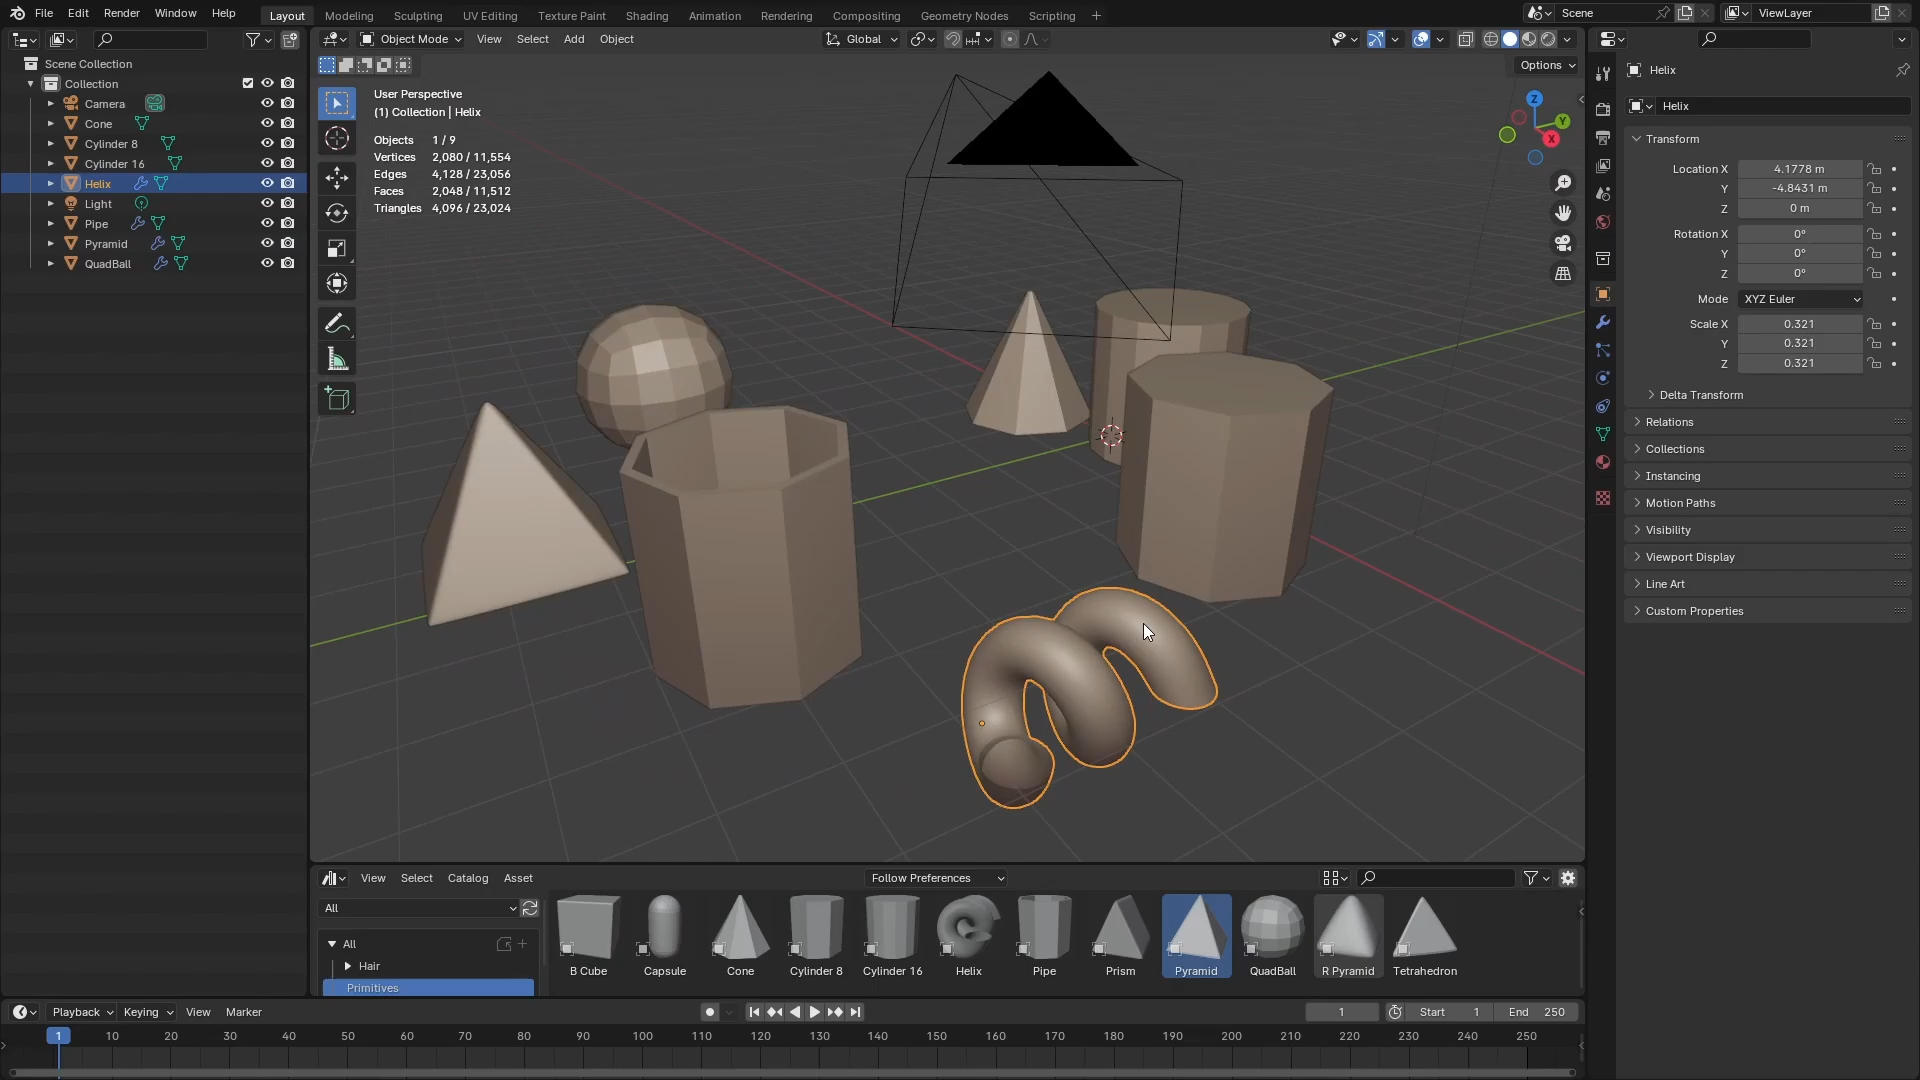 File Edit Render Window Help
Layout Modeling Sculpting UV Editing Texture Paint Shading Animation Rendering Compositing Geometry Nodes Scripting +
Scene
ViewLayer
Object Mode View Select Add Object
Global
Options
Scene Collection
Collection
Camera
Cone
Cylinder 8
Cylinder 16
Helix
Light
Pipe
Pyramid
QuadBall
User Perspective
(1) Collection | Helix
Objects 1 / 9
Vertices 2,080 / 11,554
Edges 4,128 / 23,056
Faces 2,048 / 11,512
Triangles 4,096 / 23,024
Z
Y
X
Helix
Helix
Transform
Location X 4.1778 m
Y -4.8431 m
Z 0 m
Rotation X 0°
Y 0°
Z 0°
Mode XYZ Euler
Scale X 0.321
Y 0.321
Z 0.321
Delta Transform
Relations
Collections
Instancing
Motion Paths
Visibility
Viewport Display
Line Art
Custom Properties
View Select Catalog Asset
Follow Preferences
All
All
Hair
Primitives
B Cube Capsule Cone Cylinder 8 Cylinder 16 Helix Pipe Prism Pyramid QuadBall R Pyramid Tetrahedron
Playback Keying View Marker
1 Start 1 End 250
1 10 20 30 40 50 60 70 80 90 100 110 120 130 140 150 160 170 180 190 200 210 220 230 240 250